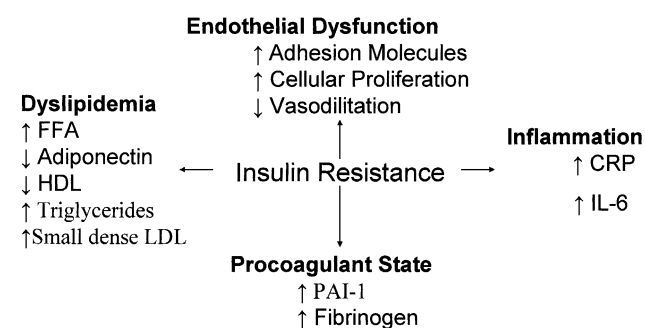 Endothelial Dysfunction
↑ Adhesion Molecules
↑ Cellular Proliferation
↓ Vasodilitation
Dyslipidemia
↑ FFA
↓ Adiponectin
↓ HDL
↑ Triglycerides
↑Small dense LDL
Insulin Resistance
Inflammation
↑ CRP
↑ IL-6
Procoagulant State
↑ PAI-1
↑ Fibrinogen